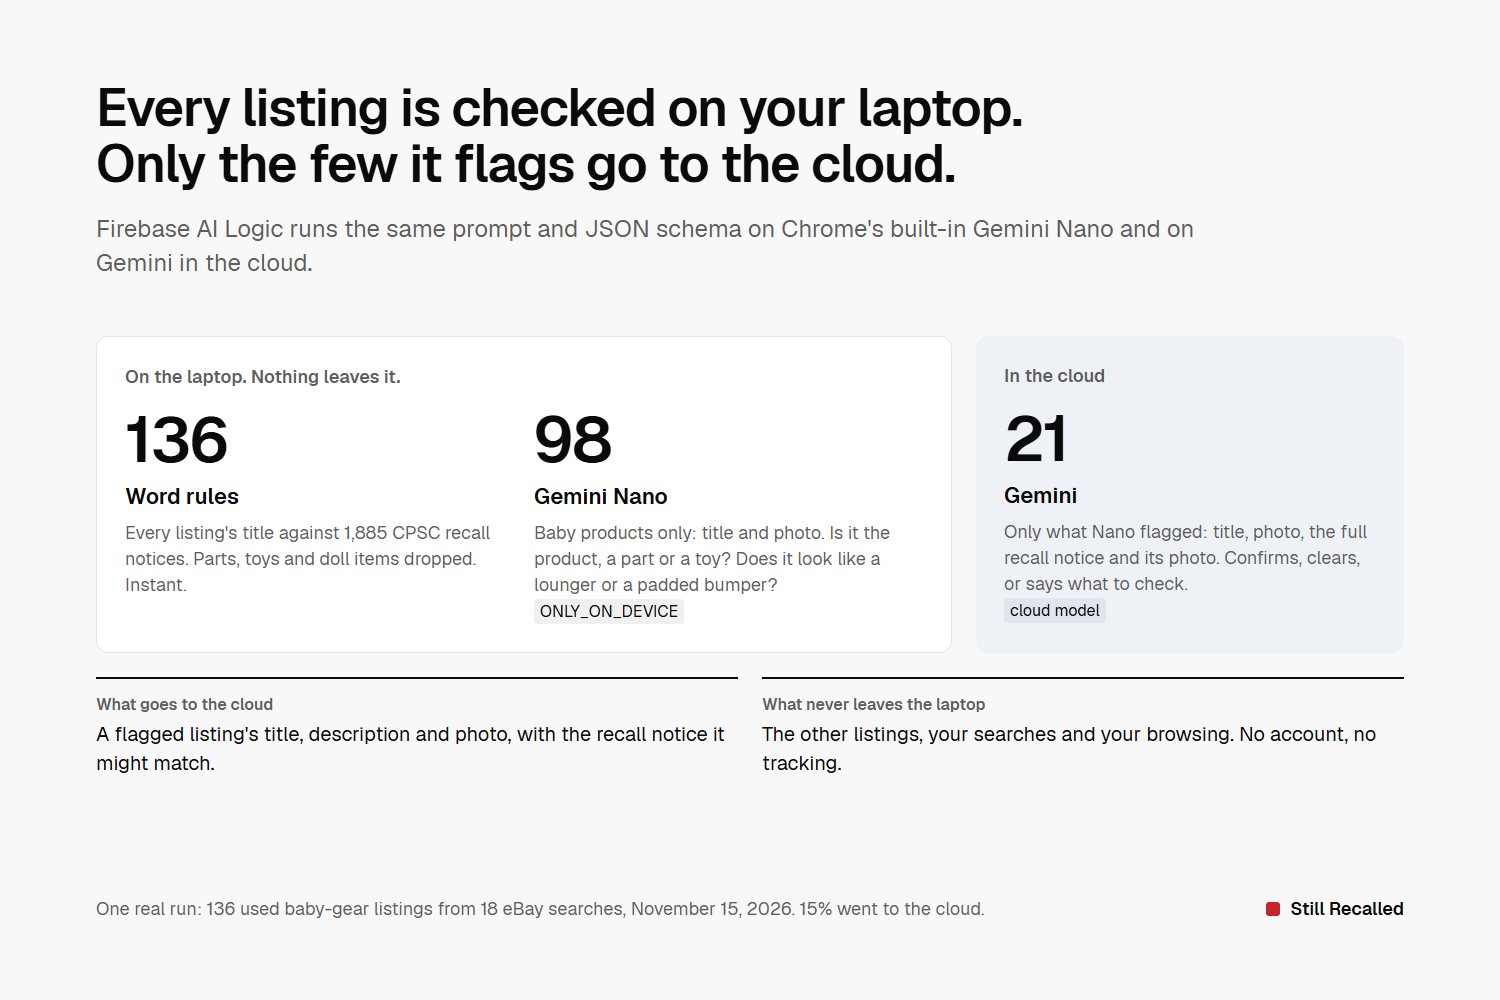 Every listing is checked on your laptop.
Only the few it flags go to the cloud.
Firebase AI Logic runs the same prompt and JSON schema on Chrome's built-in Gemini Nano and on
Gemini in the cloud.
On the laptop. Nothing leaves it.
136
Word rules
Every listing's title against 1,885 CPSC recall
notices. Parts, toys and doll items dropped.
Instant.
98
Gemini Nano
Baby products only: title and photo. Is it the
product, a part or a toy? Does it look like a
lounger or a padded bumper?
ONLY_ON_DEVICE
In the cloud
21
Gemini
Only what Nano flagged: title, photo, the full
recall notice and its photo. Confirms, clears,
or says what to check.
cloud model
What goes to the cloud
A flagged listing's title, description and photo, with the recall notice it
might match.
What never leaves the laptop
The other listings, your searches and your browsing. No account, no
tracking.
One real run: 136 used baby-gear listings from 18 eBay searches, November 15, 2026. 15% went to the cloud.
Still Recalled